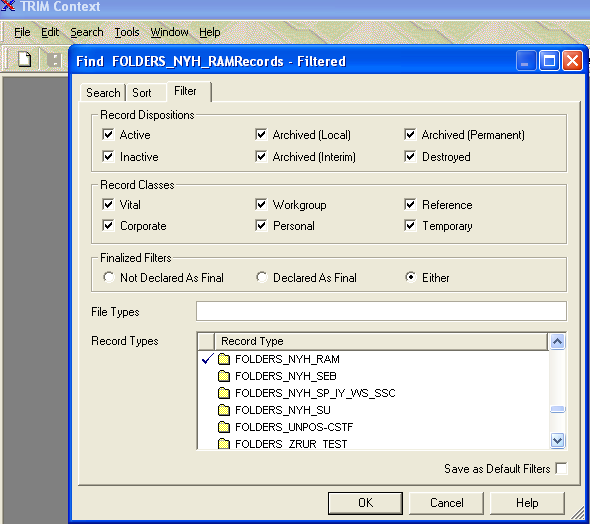 TRIM Context
File Edit Search Tools Window Help
Find FOLDERS_NYH_RAMRecords - Filtered
Search Sort Filter
Record Dispositions
Active Archived (Local) Archived (Permanent)
Inactive Archived (Interim) Destroyed
Record Classes
Vital Workgroup Reference
Corporate Personal Temporary
Finalized Filters
Not Declared As Final Declared As Final Either
File Types
Record Types Record Type
FOLDERS_NYH_RAM
FOLDERS_NYH_SEB
FOLDERS_NYH_SP_IY_WS_SSC
FOLDERS_NYH_SU
FOLDERS_UNPOS-CSTF
FOLDERS_ZRUR_TEST
Save as Default Filters
OK Cancel Help